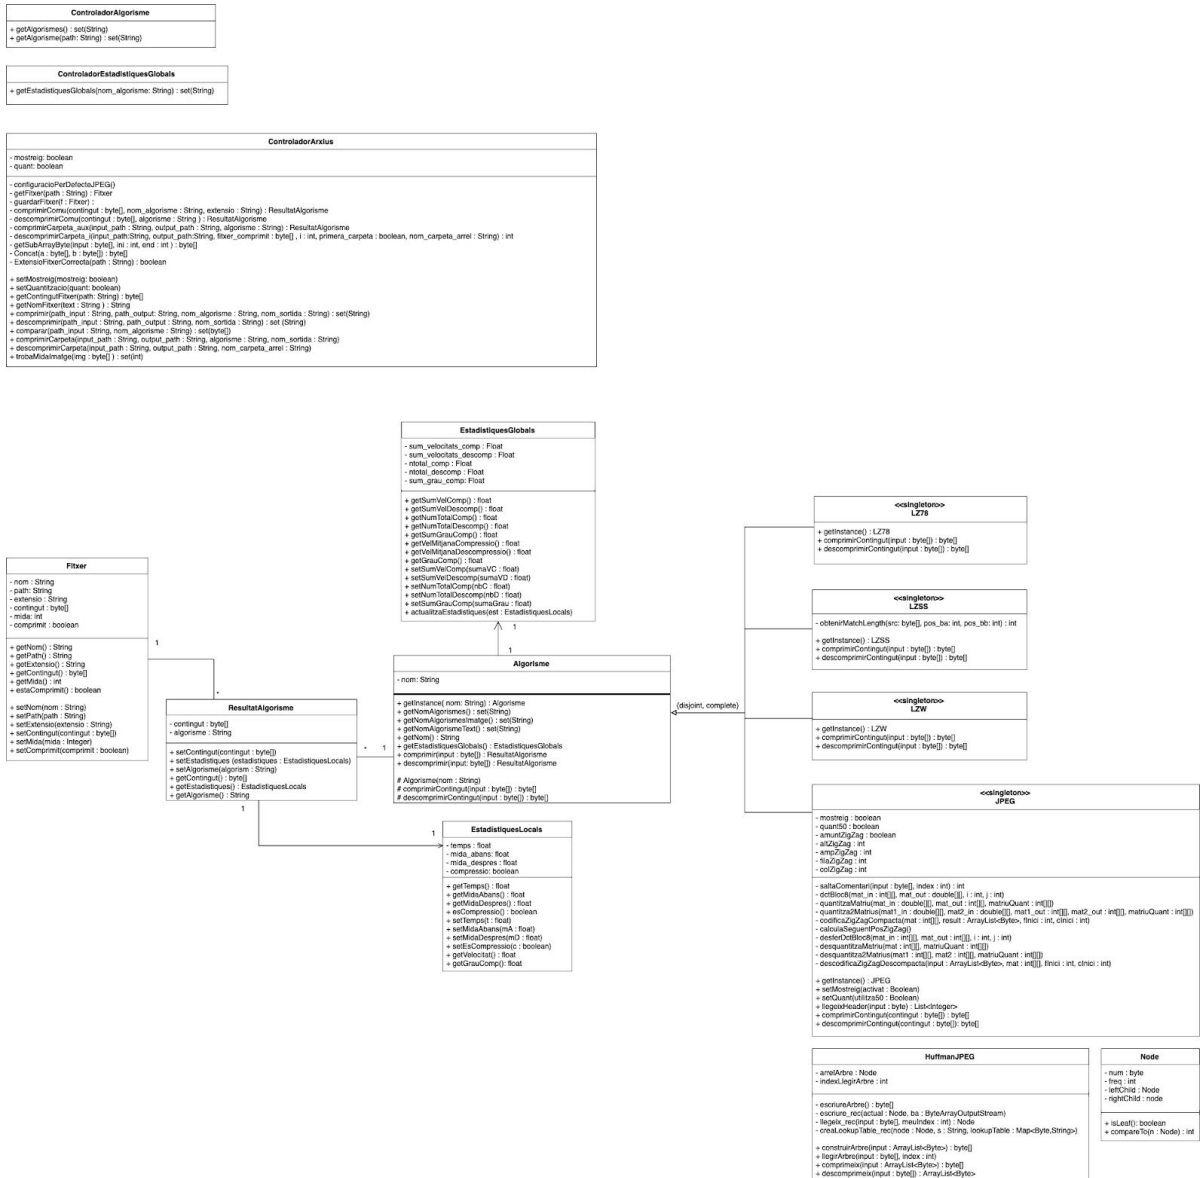 ControladorAlgorisme
+ getAlgorismes() : set(String)
+ getAlgorisme(path: String) : set(String)
ControladorEstadistiquesGlobals
+ getEstadistiquesGlobals(nom_algorisme: String) : set(String)
ControladorArxius
- mostreig: boolean
- quant: boolean
- configuracioPerDefecteJPEG()
- getFitxer(path : String) : Fitxer
- guardarFitxer(f : Fitxer) :
- comprimirComu(contingut : byte[], nom_algorisme : String, extensio : String) : ResultatAlgorisme
- descomprimirComu(contingut : byte[], algorisme : String ) : ResultatAlgorisme
- comprimirCarpeta_aux(input_path : String, output_path : String, algorisme : String) : ResultatAlgorisme
- descomprimirCarpeta_i(input_path:String, output_path:String, fitxer_comprimit : byte[] , i : int, primera_carpeta : boolean, nom_carpeta_arrel : String) : int
- getSubArrayByte(input : byte[], ini : int, end : int ) : byte[]
- Concat(a : byte[], b : byte[]) : byte[]
- ExtensioFitxerCorrecta(path : String) : boolean
+ setMostreig(mostreig: boolean)
+ setQuantitzacio(quant: boolean)
+ getContingutFitxer(path: String) : byte[]
+ getNomFitxer(text : String ) : String
+ comprimir(path_input : String, path_output: String, nom_algorisme : String, nom_sortida : String) : set(String)
+ descomprimir(path_input : String, path_output : String, nom_sortida : String) : set (String)
+ comparar(path_input : String, nom_algorisme : String) : set(byte[])
+ comprimirCarpeta(input_path : String, output_path : String, algorisme : String, nom_sortida : String)
+ descomprimirCarpeta(input_path : String, output_path : String, nom_carpeta_arrel : String)
+ trobaMidaImatge(img : byte[] ) : set(int)
EstadistiquesGlobals
- sum_velocitats_comp : Float
- sum_velocitats_descomp : Float
- ntotal_comp : Float
- ntotal_descomp : Float
- sum_grau_comp: Float
+ getSumVelComp() : float
+ getSumVelDescomp() : float
+ getNumTotalComp() : float
+ getNumTotalDescomp() : float
+ getSumGrauComp() : float
+ getVelMitjanaCompressio() : float
+ getVelMitjanaDescompressio() : float
+ getGrauComp() : float
+ setSumVelComp(sumaVC : float)
+ setSumVelDescomp(sumaVD : float)
+ setNumTotalComp(nbC : float)
+ setNumTotalDescomp(nbD : float)
+ setSumGrauComp(sumaGrau : float)
+ actualitzaEstadistiques(est : EstadistiquesLocals)
1
1
Fitxer
- nom : String
- path: String
- extensio : String
- contingut : byte[]
- mida: int
- comprimit : boolean
+ getNom() : String
+ getPath() : String
+ getExtensio() : String
+ getContingut() : byte[]
+ getMida() : int
+ estaComprimit() : boolean
+ setNom(nom : String)
+ setPath(path : String)
+ setExtensio(extensio : String)
+ setContingut(contingut : byte[])
+ setMida(mida : Integer)
+ setComprimit(comprimit : boolean)
1
*
ResultatAlgorisme
- contingut : byte[]
- algorisme : String
+ setContingut(contingut : byte[])
+ setEstadistiques (estadistiques : EstadistiquesLocals)
+ setAlgorisme(algorism : String)
+ getContingut() : byte[]
+ getEstadistiques() : EstadistiquesLocals
+ getAlgorisme() : String
*
1
Algorisme
- nom: String
+ getInstance( nom: String) : Algorisme
+ getNomAlgorismes() : set(String)
+ getNomAlgorismesImatge() : set(String)
+ getNomAlgorismeText() : set(String)
+ getNom() : String
+ getEstadistiquesGlobals() : EstadistiquesGlobals
+ comprimir(input : byte[]) : ResultatAlgorisme
+ descomprimir(input: byte[]) : ResultatAlgorisme
# Algorisme(nom : String)
# comprimirContingut(input : byte[]) : byte[]
# descomprimirContingut(input : byte[]) : byte[]
{disjoint, complete}
1
1
EstadistiquesLocals
- temps: float
- mida_abans: float
- mida_despres : float
- compressio: boolean
+ getTemps() : float
+ getMidaAbans() : float
+ getMidaDespres() : float
+ esCompressio() : boolean
+ setTemps(t : float)
+ setMidaAbans(mA : float)
+ setMidaDespres(mD : float)
+ setEsCompressio(c : boolean)
+ getVelocitat() : float
+ getGrauComp(): float
<<singleton>>
LZ78
+ getInstance() : LZ78
+ comprimirContingut(input : byte[]) : byte[]
+ descomprimirContingut(input : byte[]) : byte[]
<<singleton>>
LZSS
- obtenirMatchLength(src: byte[], pos_ba: int, pos_bb: int) : int
+ getInstance() : LZSS
+ comprimirContingut(input : byte[]) : byte[]
+ descomprimirContingut(input : byte[]) : byte[]
<<singleton>>
LZW
+ getInstance() : LZW
+ comprimirContingut(input : byte[]) : byte[]
+ descomprimirContingut(input : byte[]) : byte[]
<<singleton>>
JPEG
- mostreig : boolean
- quant50 : boolean
- amuntZigZag : boolean
- altZigZag : int
- ampZigZag : int
- filaZigZag : int
- colZigZag : int
- saltaComentari(input : byte[], index : int) : int
- dctBloc8(mat_in : int[][], mat_out : double[][], i : int, j : int)
- quantitzaMatriu(mat_in : double[][], mat_out : int[][], matriuQuant : int[][])
- quantitza2Matrius(mat1_in : double[][], mat2_in : double[][], mat1_out : int[][], mat2_out : int[][], matriuQuant : int[][])
- codificaZigZagCompacta(mat : int[][], result : ArrayList<Byte>, fInici : int, cInici : int)
- calculaSeguentPosZigZag()
- desferDctBloc8(mat_in : int[][], mat_out : int[][], i : int, j : int)
- desquantitzaMatriu(mat : int[][], matriuQuant : int[][])
- desquantitza2Matrius(mat1 : int[][], mat2 : int[][], matriuQuant : int[][])
- descodificaZigZagDescompacta(input : ArrayList<Byte>, mat : int[][], fInici : int, cInici : int)
+ getInstance() : JPEG
+ setMostreig(activat : Boolean)
+ setQuant(utilitza50 : Boolean)
+ llegeixHeader(input : byte) : List<Integer>
+ comprimirContingut(contingut : byte[]) : byte[]
+ descomprimirContingut(contingut : byte[]): byte[]
HuffmanJPEG
- arrelArbre : Node
- indexLlegirArbre : int
- escriureArbre() : byte[]
- escriure_rec(actual : Node, ba : ByteArrayOutputStream)
- llegeix_rec(input : byte[], meuIndex : int) : Node
- creaLookupTable_rec(node : Node, s : String, lookupTable : Map<Byte,String>)
+ construirArbre(input : ArrayList<Byte>) : byte[]
+ llegirArbre(input : byte[], index : int)
+ comprimeix(input : ArrayList<Byte>) : byte[]
+ descomprimeix(input : byte[]) : ArrayList<Byte>
Node
- num : byte
- freq : int
- leftChild : Node
- rightChild : node
+ isLeaf(): boolean
+ compareTo(n : Node) : int